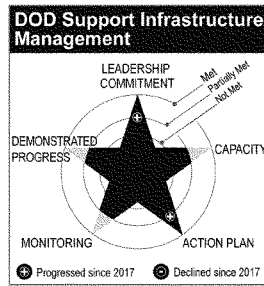 DOD Support Infrastructure
Management
LEADERSHIP
COMMITMENT
Met
Partially Met
Not Met
DEMONSTRATED
PROGRESS
CAPACITY
MONITORING
ACTION PLAN
Progressed since 2017
Declined since 2017